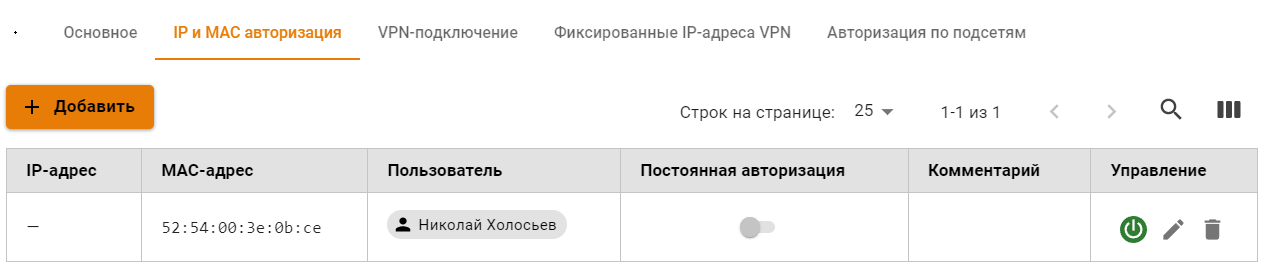 Основное IP и MAC авторизация VPN-подключение Фиксированные IP-адреса VPN Авторизация по подсетям
Добавить
Строк на странице: 25 1-1 из 1
IP-адрес MAC-адрес Пользователь Постоянная авторизация Комментарий Управление
— 52:54:00:3e:0b:ce Николай Холосьев